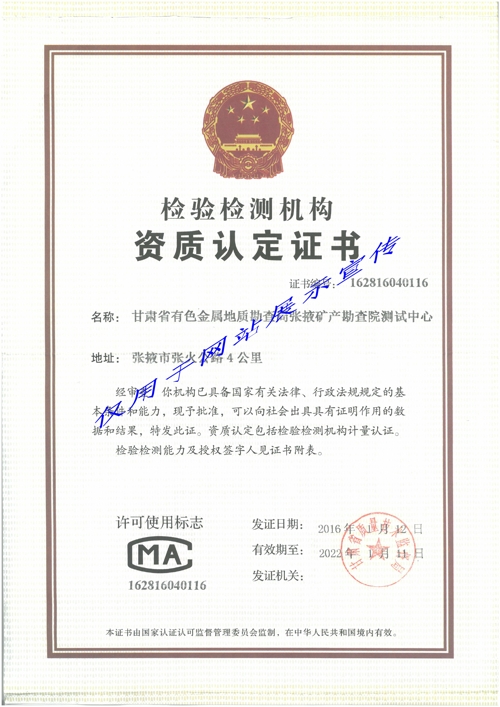 检验检测机构
资质认定证书
证书编号：162816040116
名称：甘肃省有色金属地质勘查局张掖矿产勘查院测试中心
地址：张掖市张火公路4公里
经审查，你机构已具备国家有关法律、行政法规规定的基
本条件和能力，现予批准，可以向社会出具具有证明作用的数
据和结果，特发此证。资质认定包括检验检测机构计量认证。
检验检测能力及授权签字人见证书附表。
仅用于网站展示宣传
许可使用标志
CMA
162816040116
发证日期：2016年1月12日
有效期至：2022年1月11日
发证机关：
甘肃省质量技术监督局
本证书由国家认证认可监督管理委员会监制，在中华人民共和国境内有效。